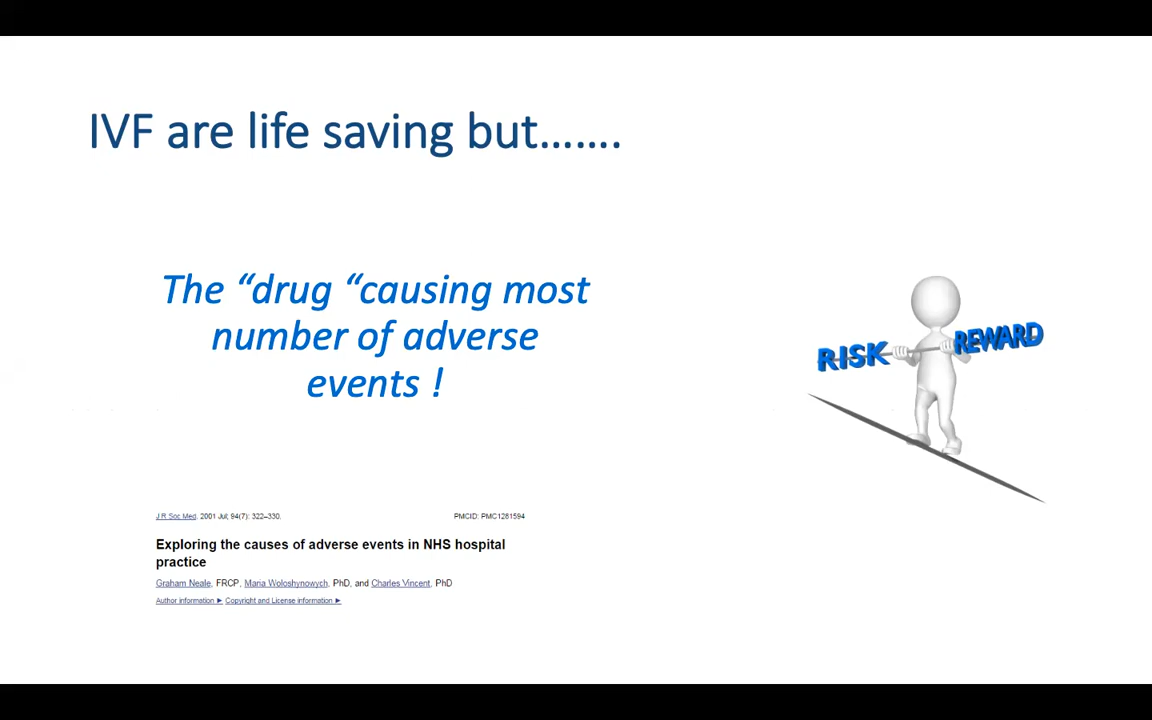 IVF are life saving but.......
The “drug “causing most
number of adverse
events !
RISK REWARD
J R Soc Med. 2001 Jul; 94(7): 322–330.
PMCID: PMC1281594
Exploring the causes of adverse events in NHS hospital
practice
Graham Neale, FRCP, Maria Woloshynowych, PhD, and Charles Vincent, PhD
Author information ► Copyright and License information ►